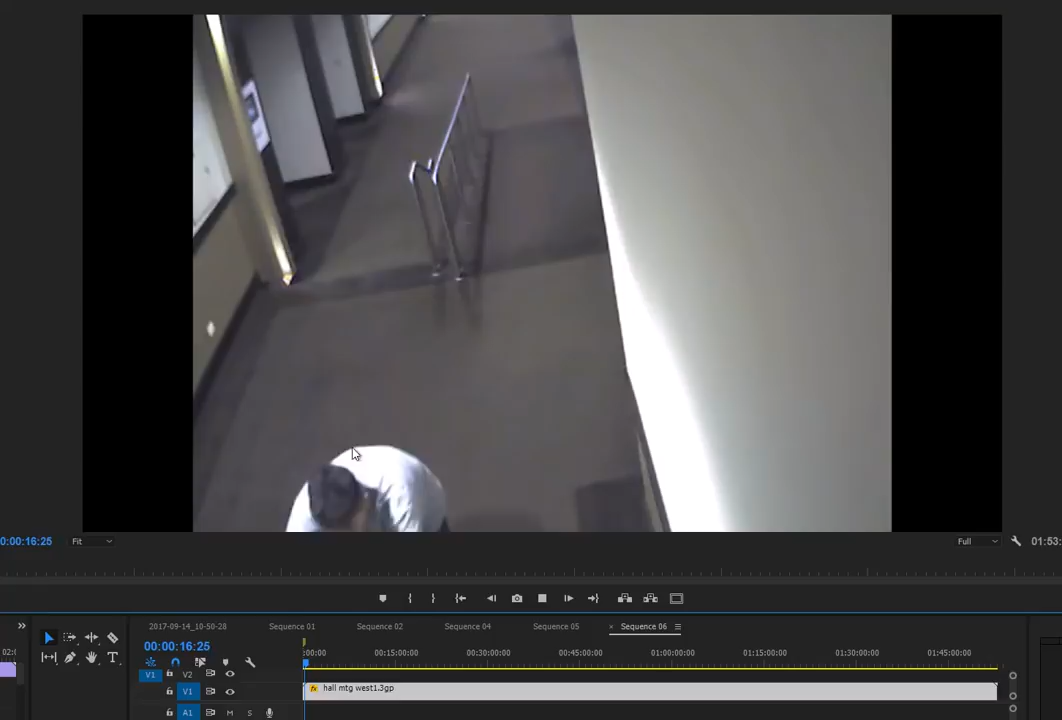 0:00:16:25 Fit Full 01:53:
2017-09-14_10-50-28 Sequence 01 Sequence 02 Sequence 04 Sequence 05 × Sequence 06
00:00:16:25
:00:00 00:15:00:00 00:30:00:00 00:45:00:00 01:00:00:00 01:15:00:00 01:30:00:00 01:45:00:00
02:(
T
V1 V2
V1 fx hall mtg west1.3gp
A1 M S